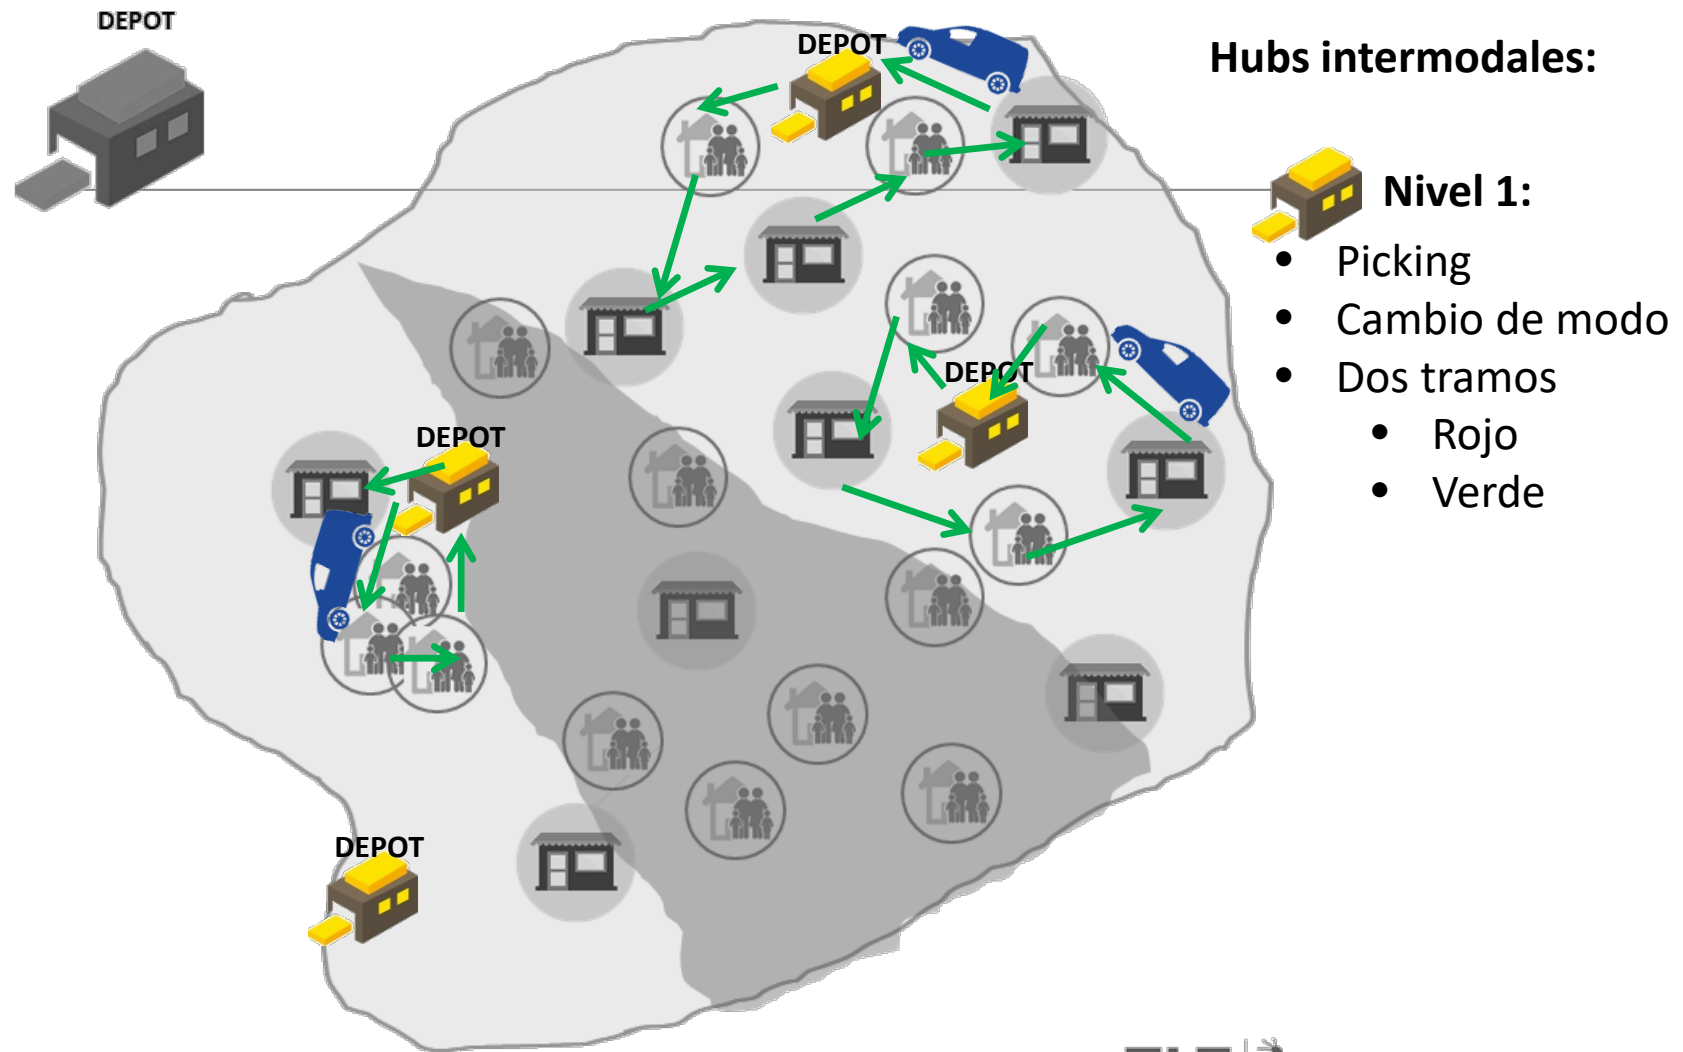 DEPOT
DEPOT
Hubs intermodales:
Nivel 1:
• Picking
• Cambio de modo
DEPOT
• Dos tramos
DEPOT
• Rojo
• Verde
DEPOT